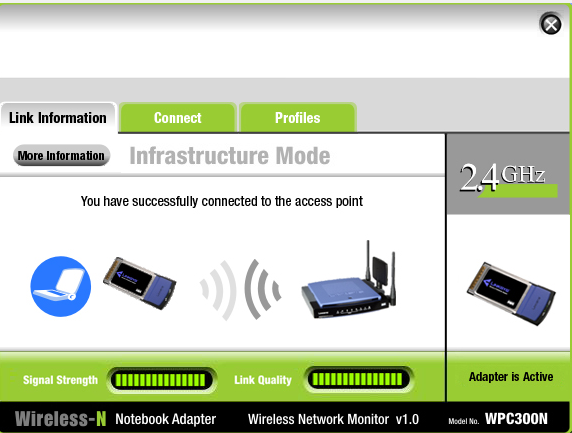 Link Information
Connect
Profiles
More Information
Infrastructure Mode
2.4GHz
You have successfully connected to the access point
Signal Strength
Link Quality
Adapter is Active
Wireless-N Notebook Adapter
Wireless Network Monitor v1.0
Model No. WPC300N